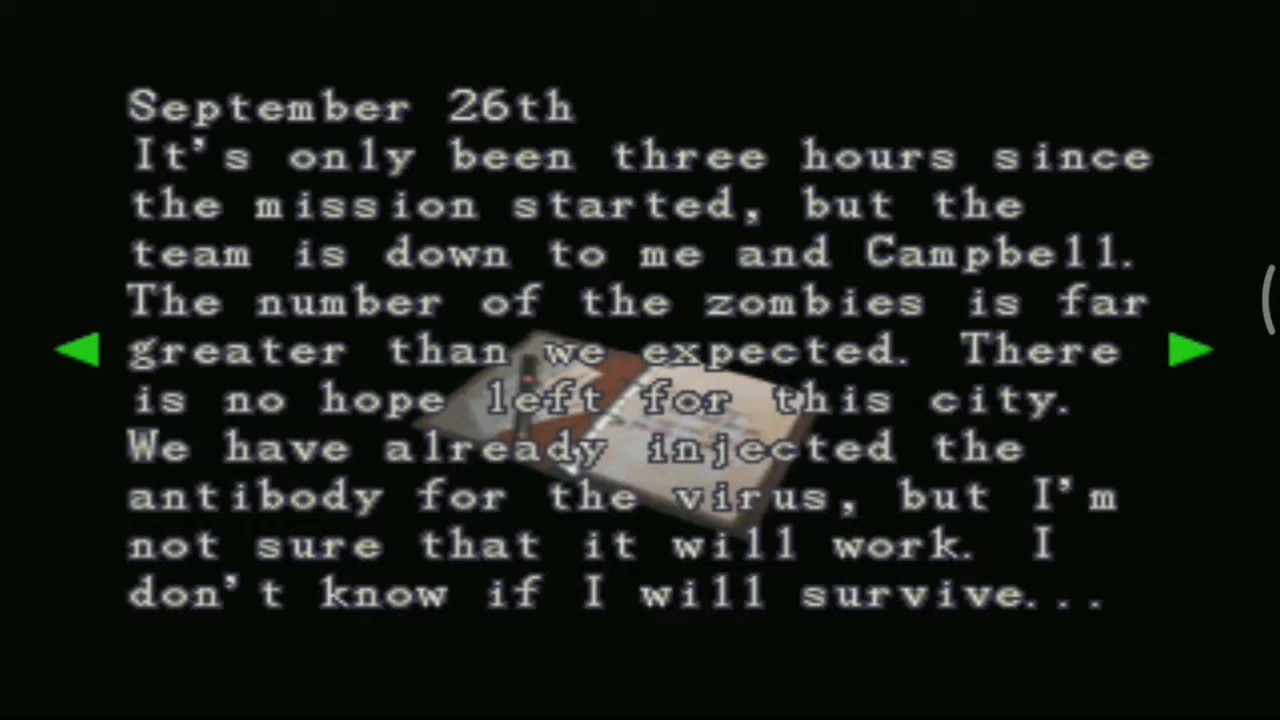 September 26th
It's only been three hours since
the mission started, but the
team is down to me and Campbell.
The number of the zombies is far
greater than we expected. There
is no hope left for this city.
We have already injected the
antibody for the virus, but I'm
not sure that it will work. I
don't know if I will survive...